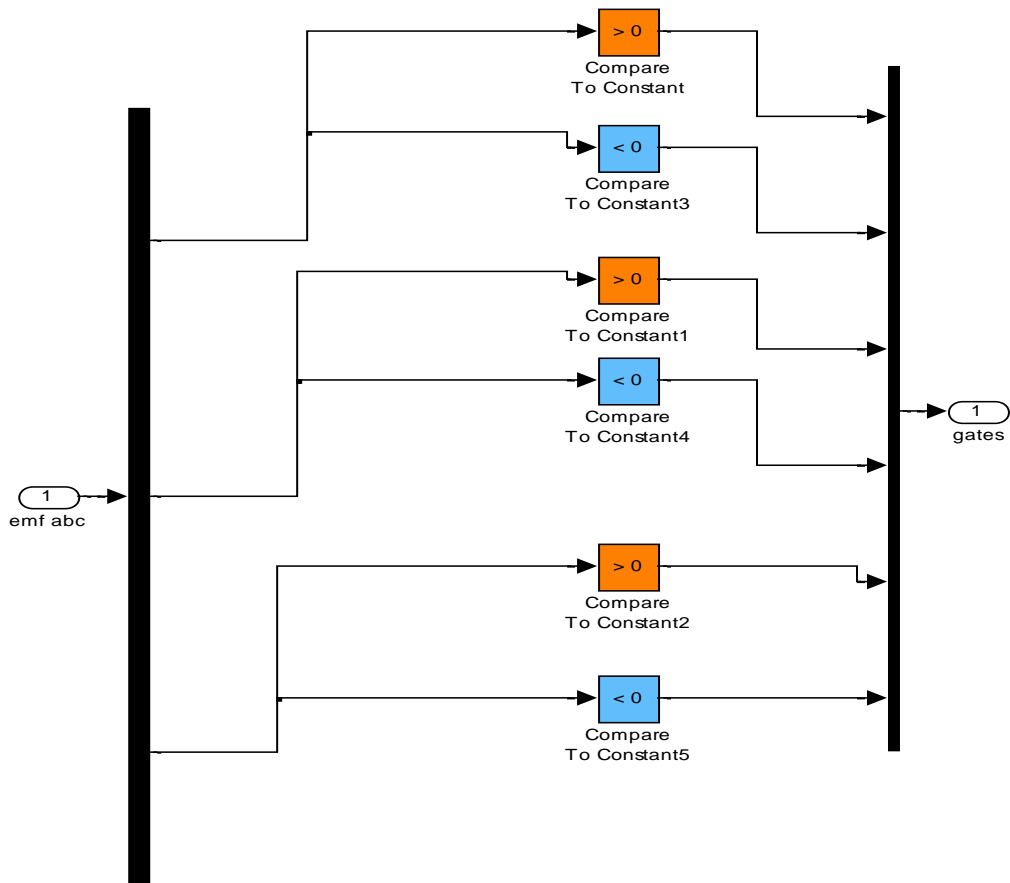 > 0
Compare
To Constant
< 0
Compare
To Constant3
> 0
Compare
To Constant1
< 0
Compare
To Constant4
1
gates
1
emf abc
> 0
Compare
To Constant2
< 0
Compare
To Constant5